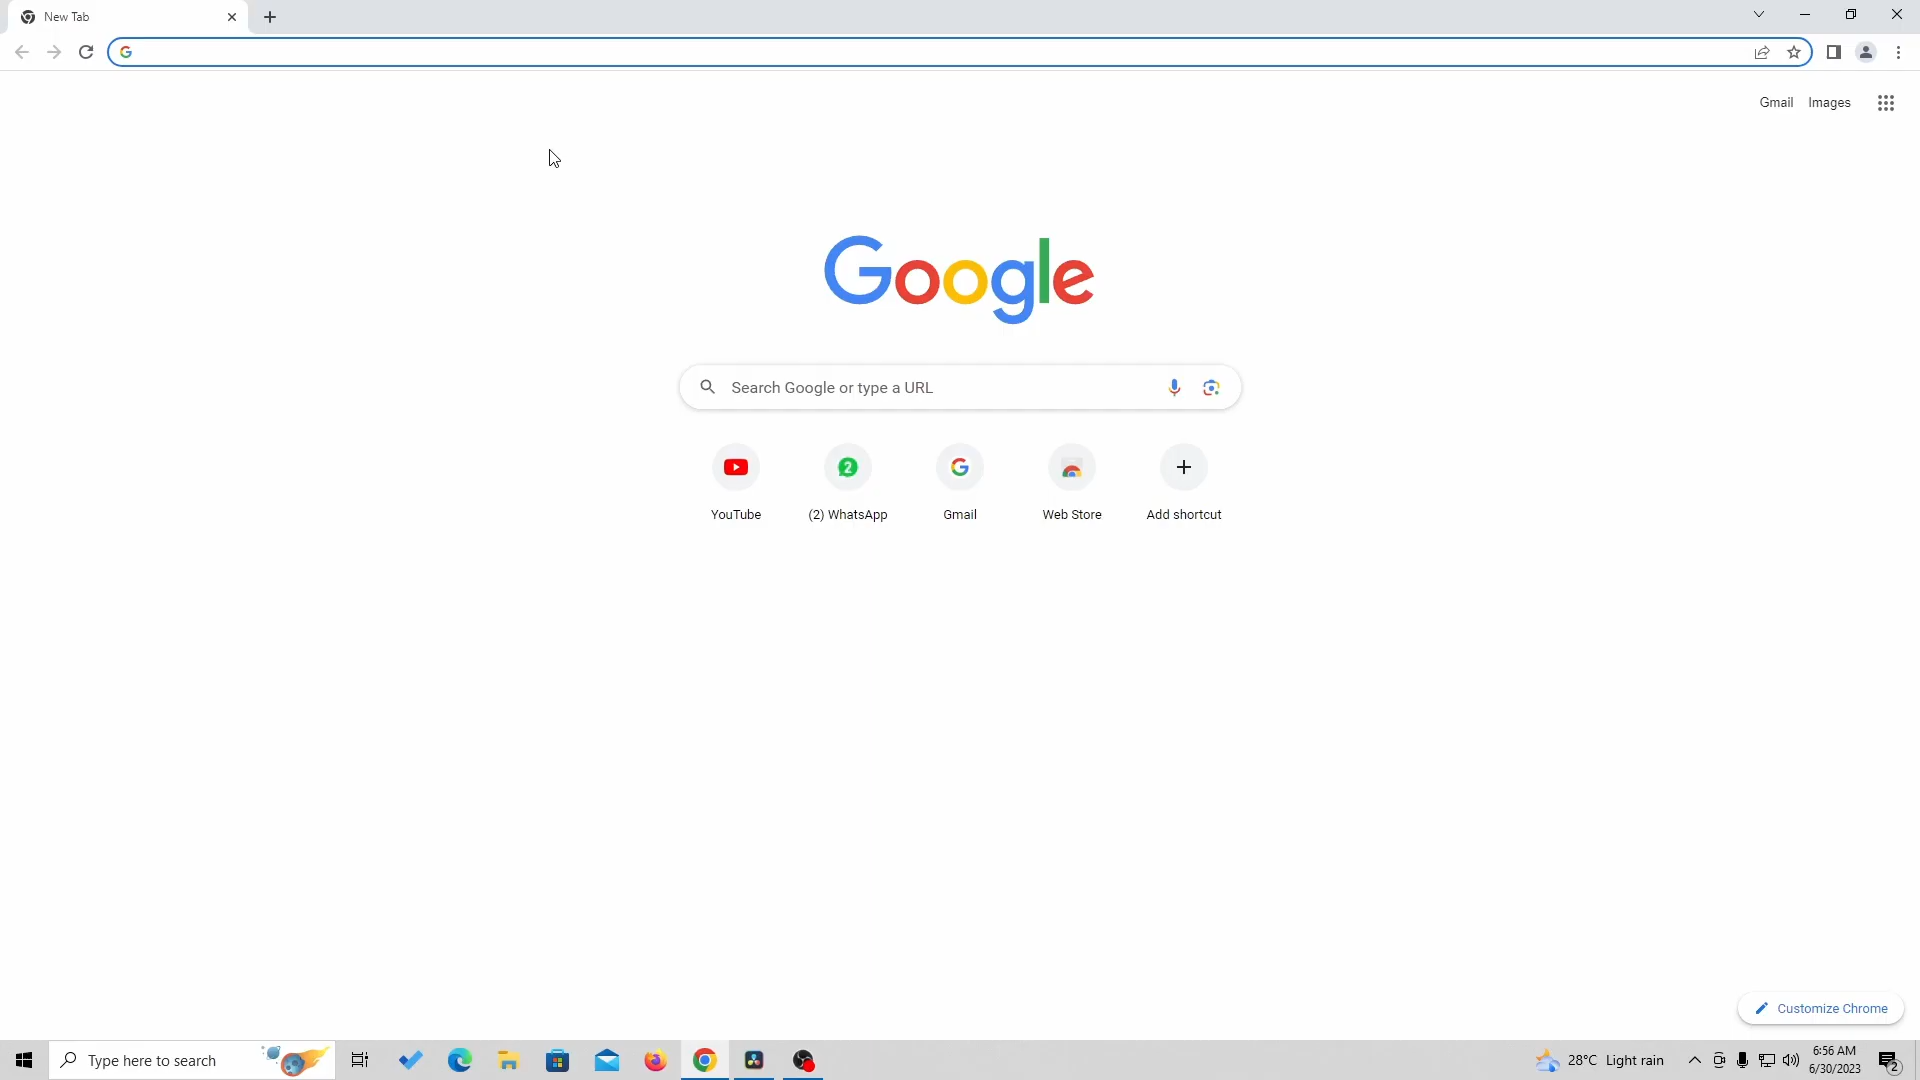 New Tab
Gmail Images
Google
Search Google or type a URL
YouTube (2) WhatsApp Gmail Web Store Add shortcut
Customize Chrome
Type here to search 28°C Light rain 6:56 AM
6/30/2023 2